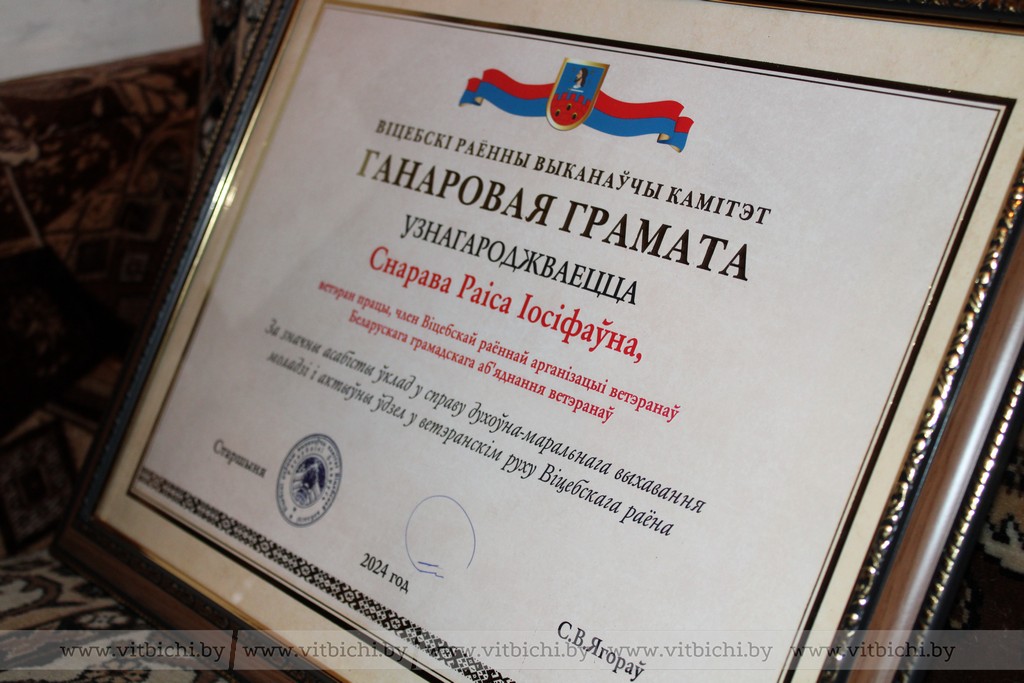 ВІЦЕБСКІ РАЁННЫ ВЫКАНАЎЧЫ КАМІТЭТ
ГАНАРОВАЯ ГРАМАТА
УЗНАГАРОДЖВАЕЦЦА
Снарава Раіса Іосіфаўна,
ветэран працы, член Віцебскай раённай арганізацыі ветэранаў
Беларускага грамадскага аб'яднання ветэранаў
За значны асабісты ўклад у справу духоўна-маральнага выхавання
моладзі і актыўны ўдзел у ветэранскім руху Віцебскага раёна
Старшыня
С.В.Ягораў
2024 год
www.vitbichi.by www.vitbichi.by www.vitbichi.by www.vitbichi.by www.vitbichi.by